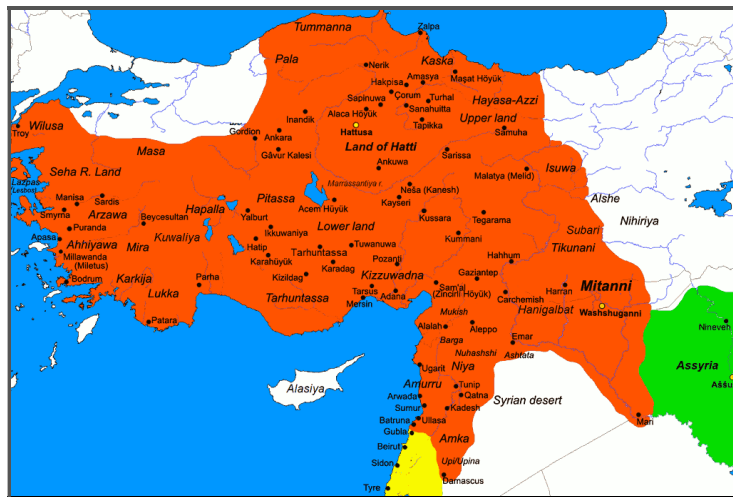 Tummanna
Zalpa
Pala
Nerik
Kaska
Maşat Höyük
Amasya
Hakpisa
Çorum
Turhal
Hayasa-Azzi
Sapinuwa
Sanahuitta
Alaca Höyük
Inandik
Tapikka
Upper land
Samuha
Hattusa
Wilusa
Troy
Gordion
Ankara
Masa
Gâvur Kalesi
Land of Hatti
Sarissa
Ankuwa
Malatya (Melid)
Isuwa
Seha R. Land
Lazpas
(Lesbos)
Marrassantiya r.
Neša (Kanesh)
Alshe
Manisa
Sardis
Pitassa
Acem Hüyük
Kayseri
Smyrna
Arzawa
Hapalla
Kussara
Tegarama
Nihiriya
Beycesultan
Yalburt
Puranda
Ikkuwaniya
Lower land
Subari
Apasa
Kuwaliya
Kummani
Tikunani
Ahhiyawa
Mira
Hatip
Tuwanuwa
Tarhuntassa
Millawanda
(Miletus)
Karahüyük
Pozanti
Hahhum
Karadag
Kizildag
Kizzuwadna
Gaziantep
Karkija
Parha
Bodrum
Lukka
Tarhuntassa
Tarsus
Adana
Mersin
Sam'al
(Zincirli Höyük)
Carchemish
Harran
Mitanni
Hanigalbat
Washshuganni
Patara
Mukish
Alalah
Aleppo
Nineveh
Barga
Emar
Nuhashshi
Ashtata
Ugarit
Niya
Assyria
Alasiya
Amurru
Tunip
Arwada
Qatna
Syrian desert
Sumur
Kadesh
Mari
Batruna
Ullasa
Gubla
Amka
Beirut
Upi/Upina
Sidon
Damascus
Tyre